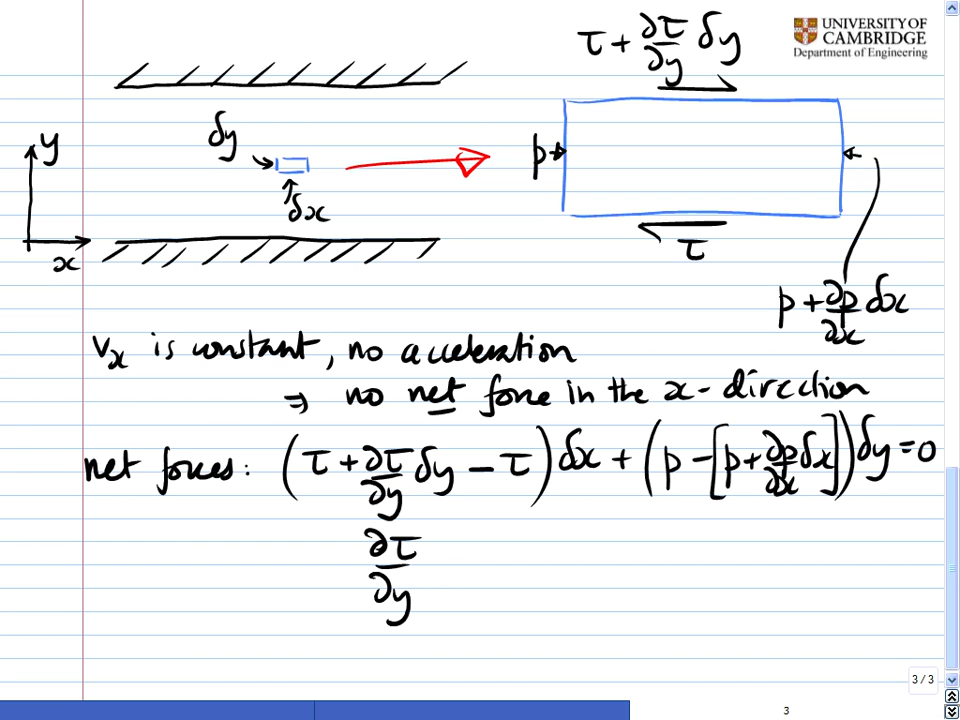 UNIVERSITY OF
CAMBRIDGE
Department of Engineering
τ + ∂τ/∂y δy
y
δy
δx
x
p
τ
p + ∂p/∂x δx
vₓ is constant, no acceleration
⇒ no net force in the x-direction
net forces: (τ + ∂τ/∂y δy − τ) δx + (p − [p + ∂p/∂x δx]) δy = 0
∂τ/∂y
3 / 3
3